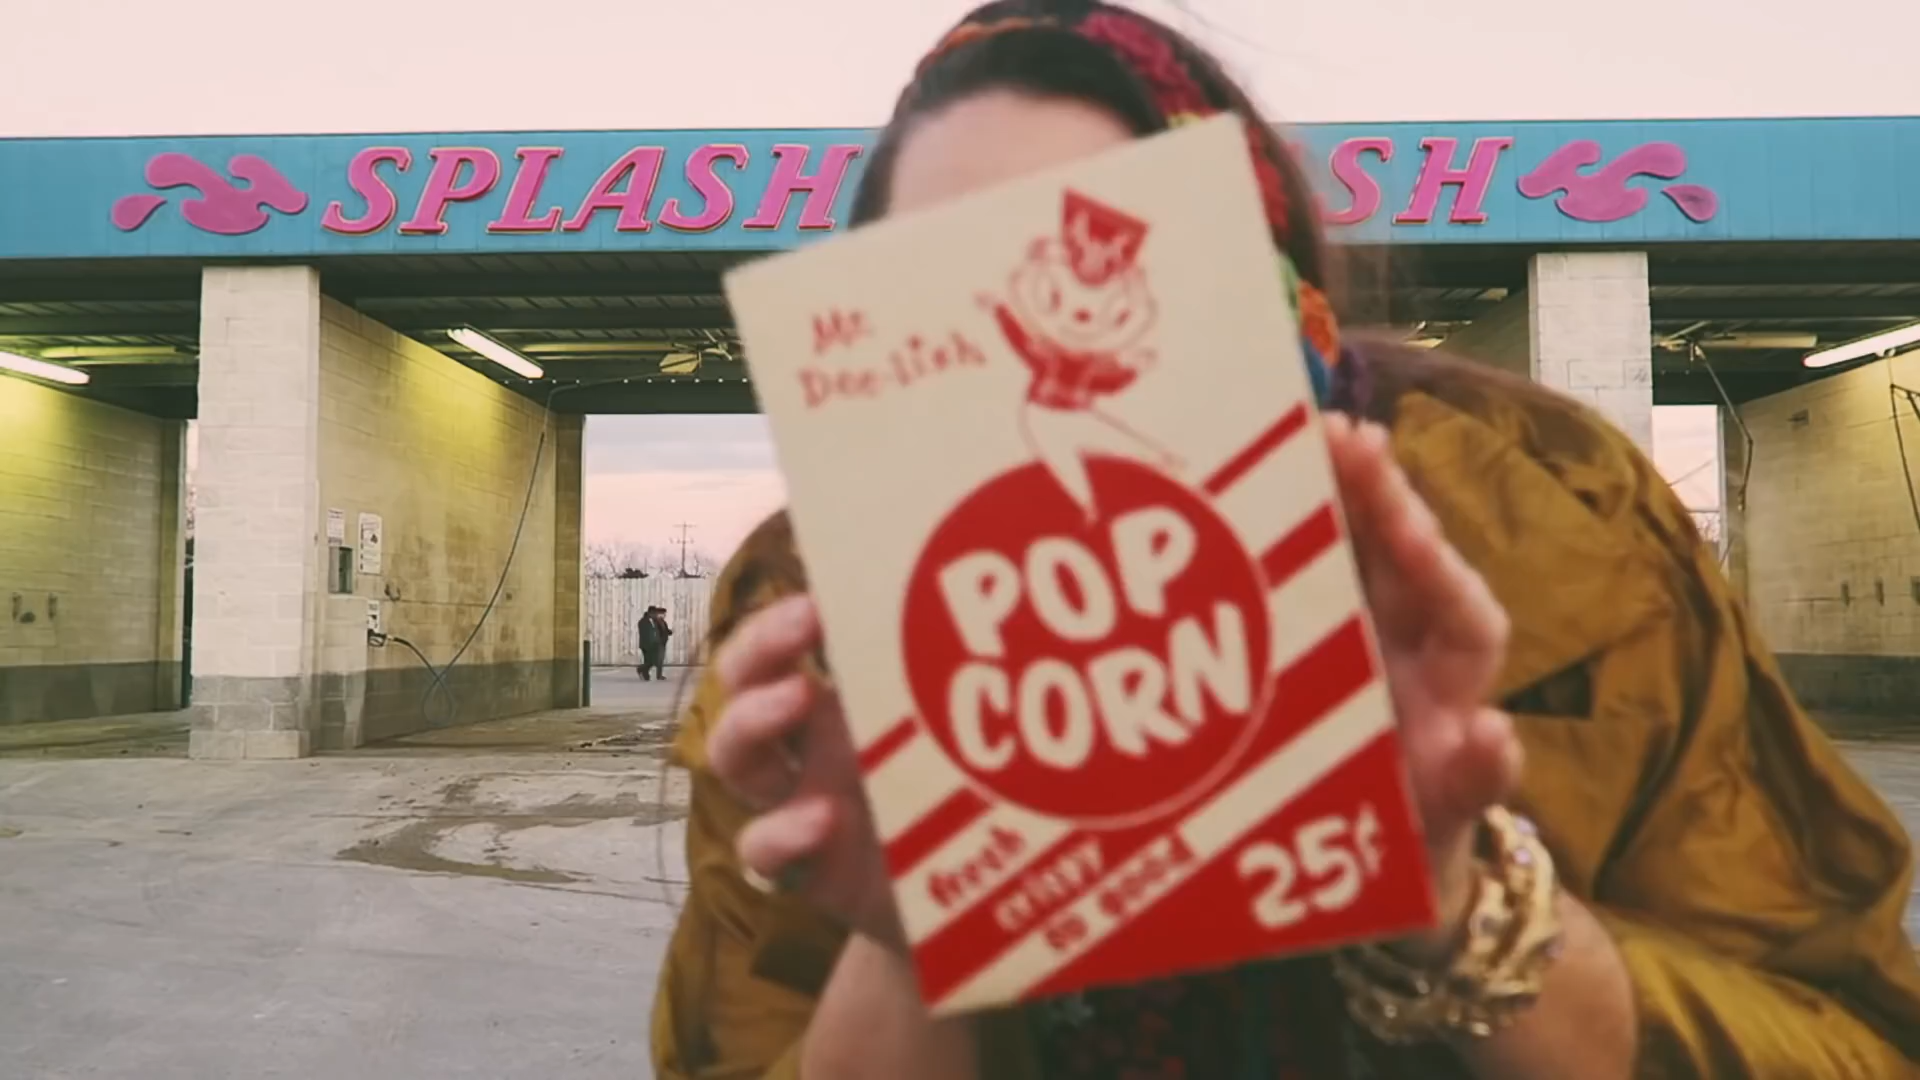 SPLASH SH
Mr.
Dee-lish
POP
CORN
fresh
crispy
so good
25¢